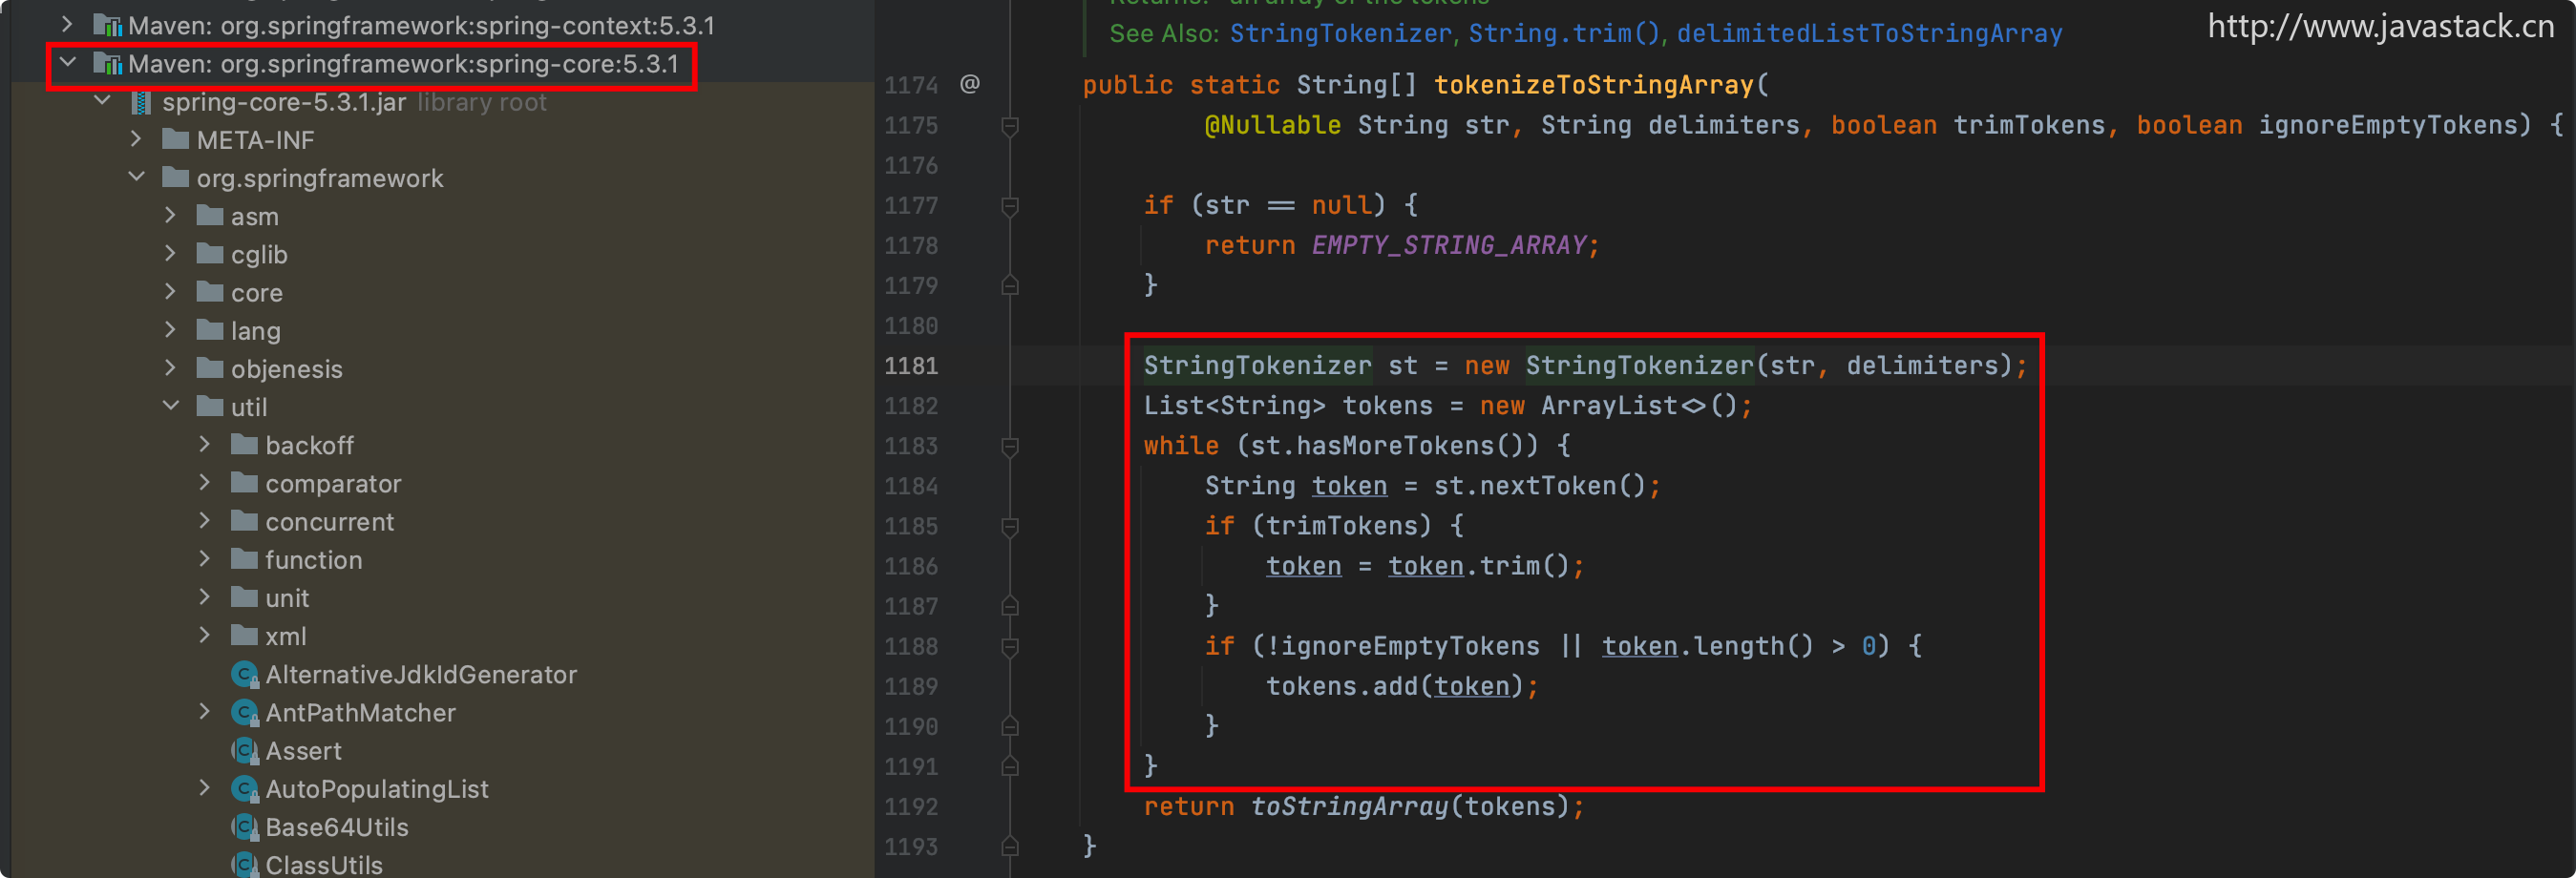 Maven: org.springframework:spring-context:5.3.1
Maven: org.springframework:spring-core:5.3.1
spring-core-5.3.1.jar library root
META-INF
org.springframework
asm
cglib
core
lang
objenesis
util
backoff
comparator
concurrent
function
unit
xml
AlternativeJdkIdGenerator
AntPathMatcher
Assert
AutoPopulatingList
Base64Utils
ClassUtils
http://www.javastack.cn
Returns: an array of the tokens
See Also: StringTokenizer, String.trim(), delimitedListToStringArray
1174 @ public static String[] tokenizeToStringArray(
1175 @Nullable String str, String delimiters, boolean trimTokens, boolean ignoreEmptyTokens) {
1176
1177 if (str == null) {
1178 return EMPTY_STRING_ARRAY;
1179 }
1180
1181 StringTokenizer st = new StringTokenizer(str, delimiters);
1182 List<String> tokens = new ArrayList<>();
1183 while (st.hasMoreTokens()) {
1184 String token = st.nextToken();
1185 if (trimTokens) {
1186 token = token.trim();
1187 }
1188 if (!ignoreEmptyTokens || token.length() > 0) {
1189 tokens.add(token);
1190 }
1191 }
1192 return toStringArray(tokens);
1193 }